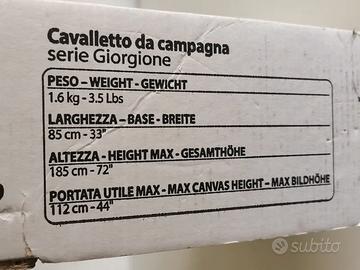 Cavalletto da campagna
serie Giorgione
PESO – WEIGHT - GEWICHT
1.6 kg - 3.5 Lbs
LARGHEZZA – BASE - BREITE
85 cm - 33"
ALTEZZA - HEIGHT MAX - GESAMTHÖHE
185 cm - 72"
PORTATA UTILE MAX - MAX CANVAS HEIGHT – MAX BILDHÖHE
112 cm - 44"
subito